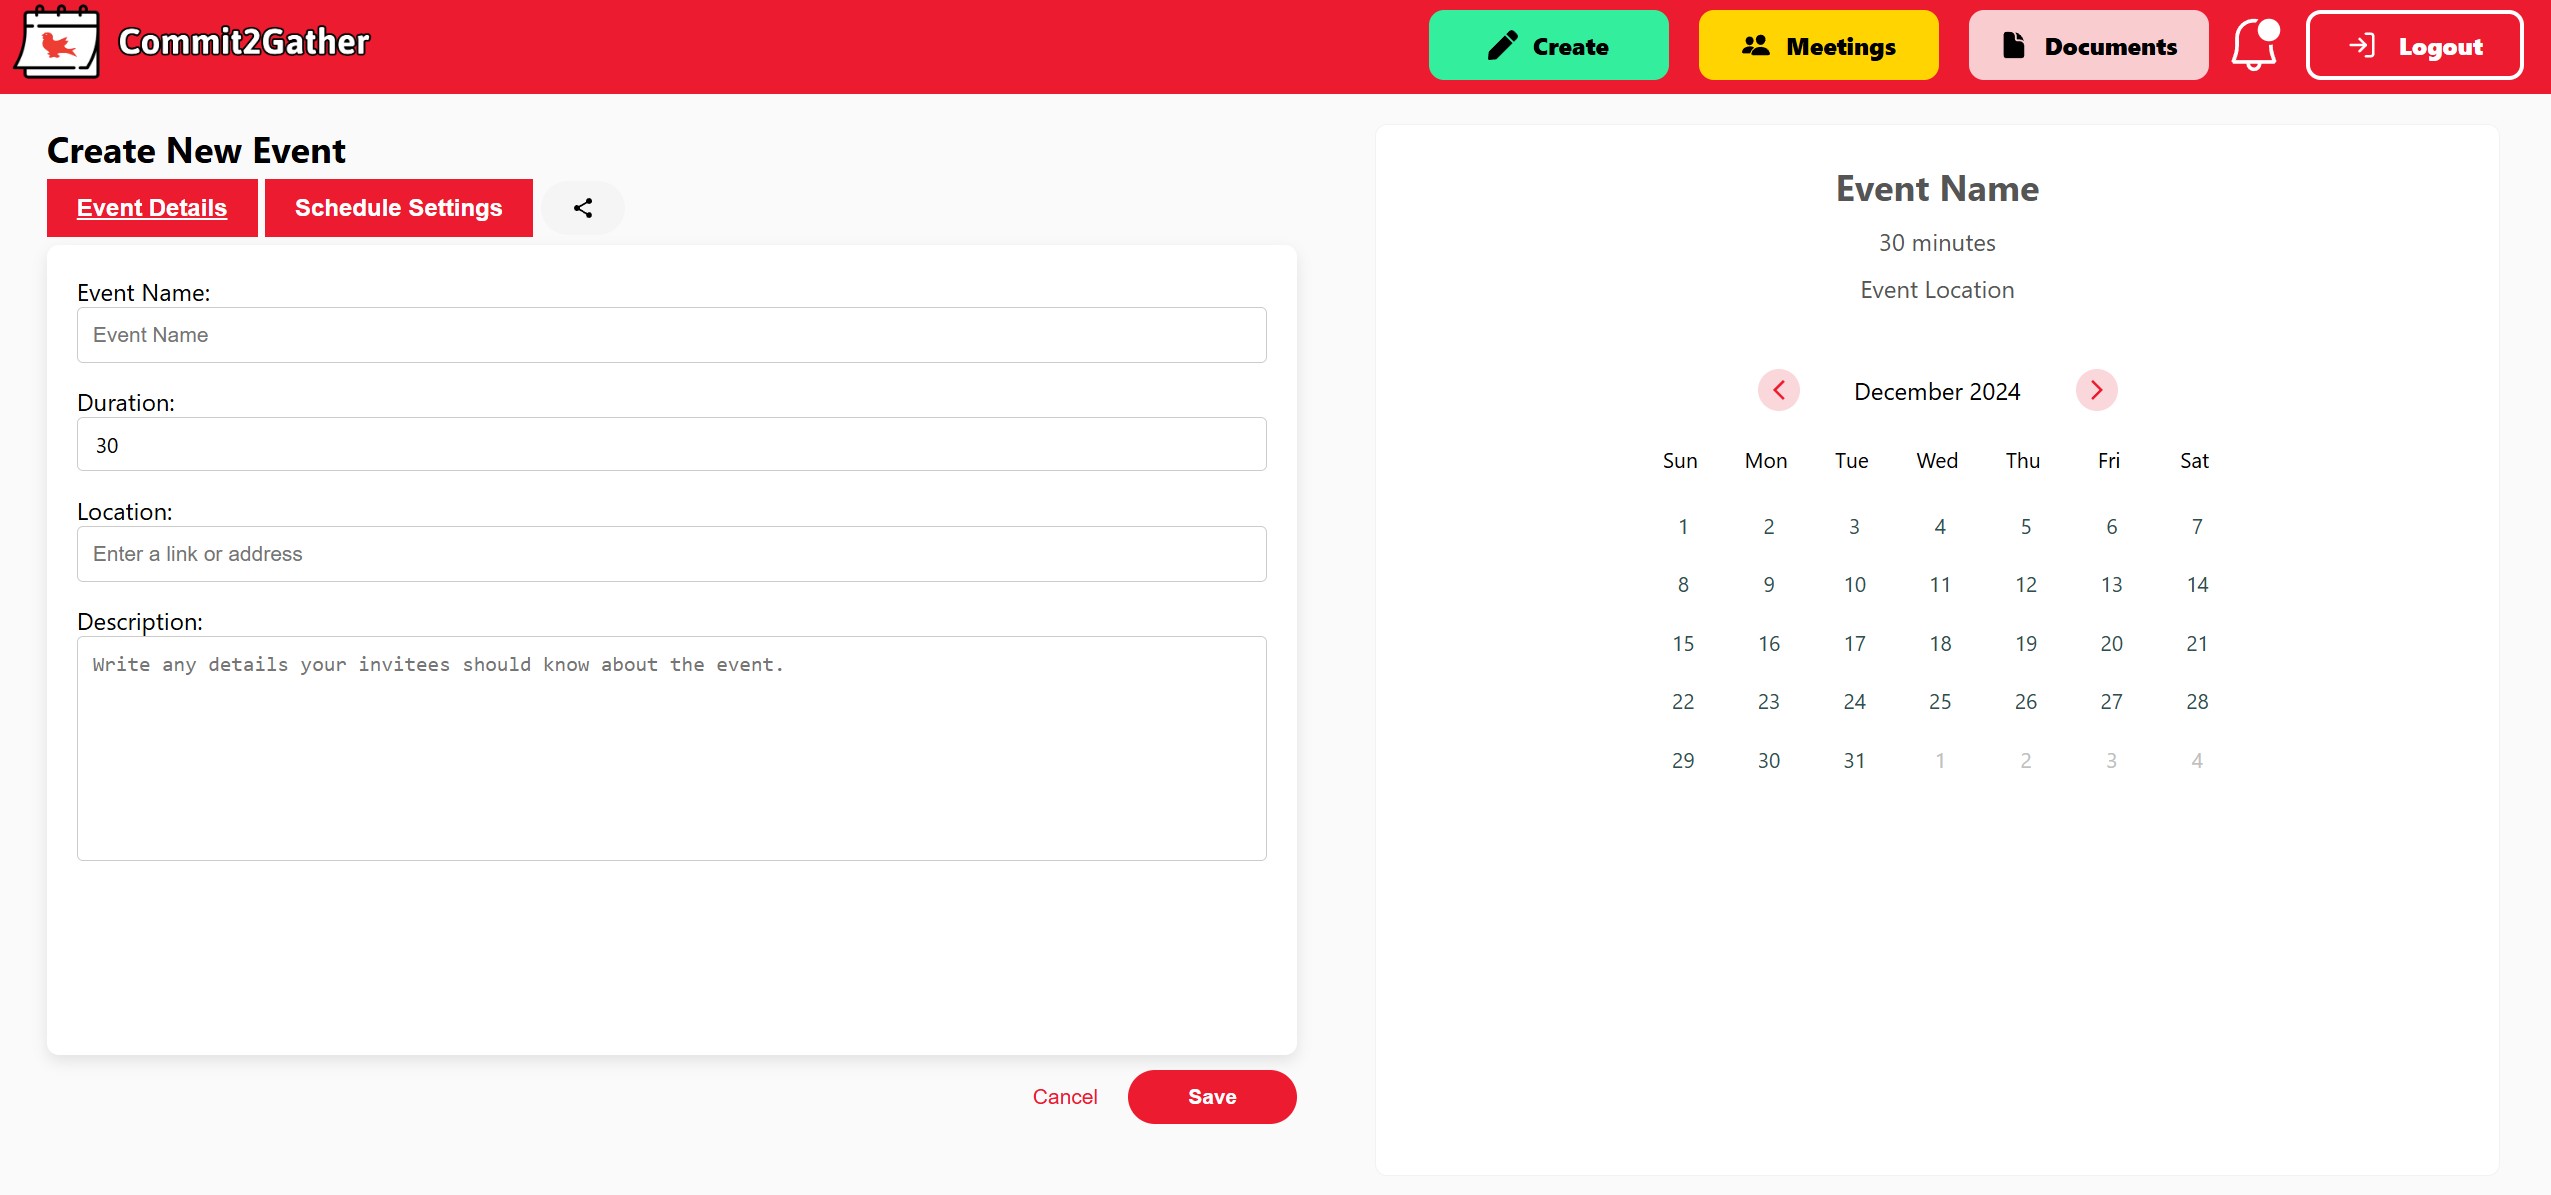 Commit2Gather
Create
Meetings
Documents
Logout
Create New Event
Event Details
Schedule Settings
Event Name:
Event Name
Duration:
30
Location:
Enter a link or address
Description:
Write any details your invitees should know about the event.
Cancel
Save
Event Name
30 minutes
Event Location
December 2024
Sun Mon Tue Wed Thu Fri Sat
1 2 3 4 5 6 7
8 9 10 11 12 13 14
15 16 17 18 19 20 21
22 23 24 25 26 27 28
29 30 31 1 2 3 4